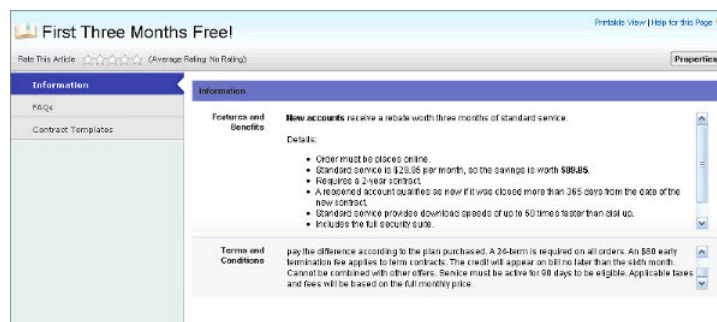 First Three Months Free!
Printable View | Help for this Page
Rate This Article (Average Rating: No Rating)
Properties
Information
FAQs
Contract Templates
Information
Features and Benefits
New accounts receive a rebate worth three months of standard service.
Details:
• Order must be places online.
• Standard service is $29.95 per month, so the savings is worth $89.85.
• Requires a 2-year contract.
• A reopened account qualifies as new if it was closed more than 365 days from the date of the
new contract.
• Standard service provides download speeds of up to 50 times faster than dial up.
• Includes the full security suite.
Terms and Conditions
pay the difference according to the plan purchased. A 24-term is required on all orders. An $80 early
termination fee applies to term contracts. The credit will appear on bill no later than the sixth month.
Cannot be combined with other offers. Service must be active for 90 days to be eligible. Applicable taxes
and fees will be based on the full monthly price.